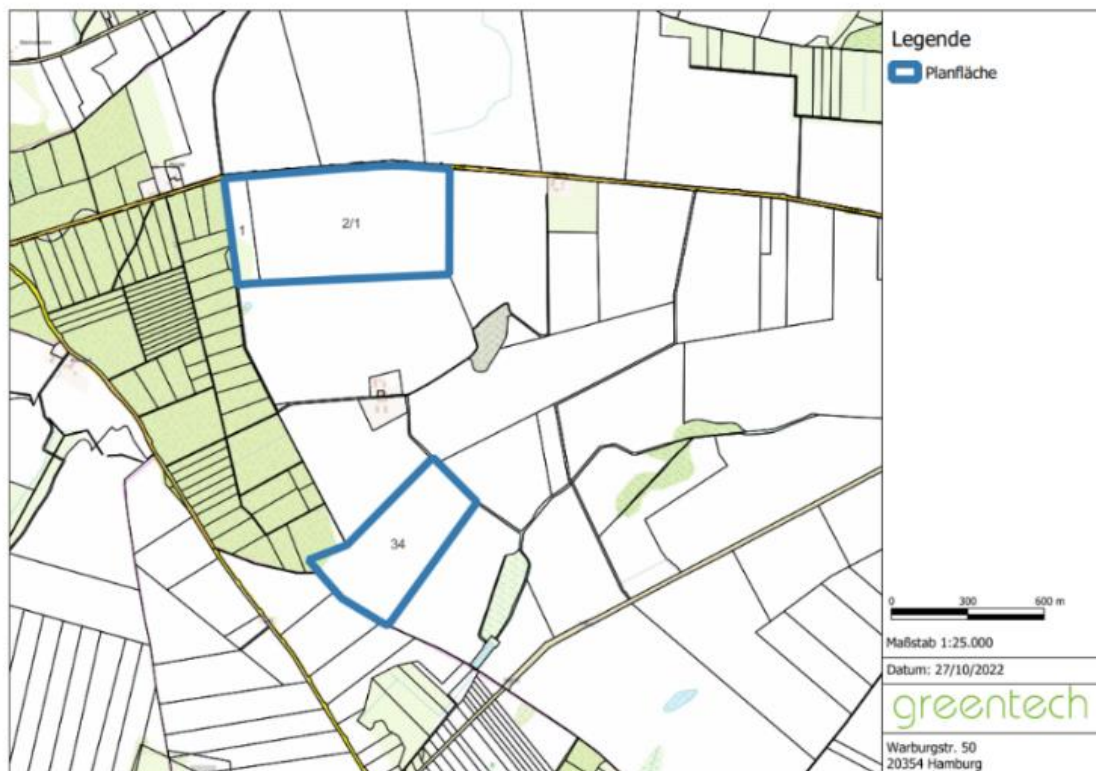 Legende
Planfläche
1
2/1
34
0 300 600 m
Maßstab 1:25.000
Datum: 27/10/2022
greentech
Warburgstr. 50
20354 Hamburg